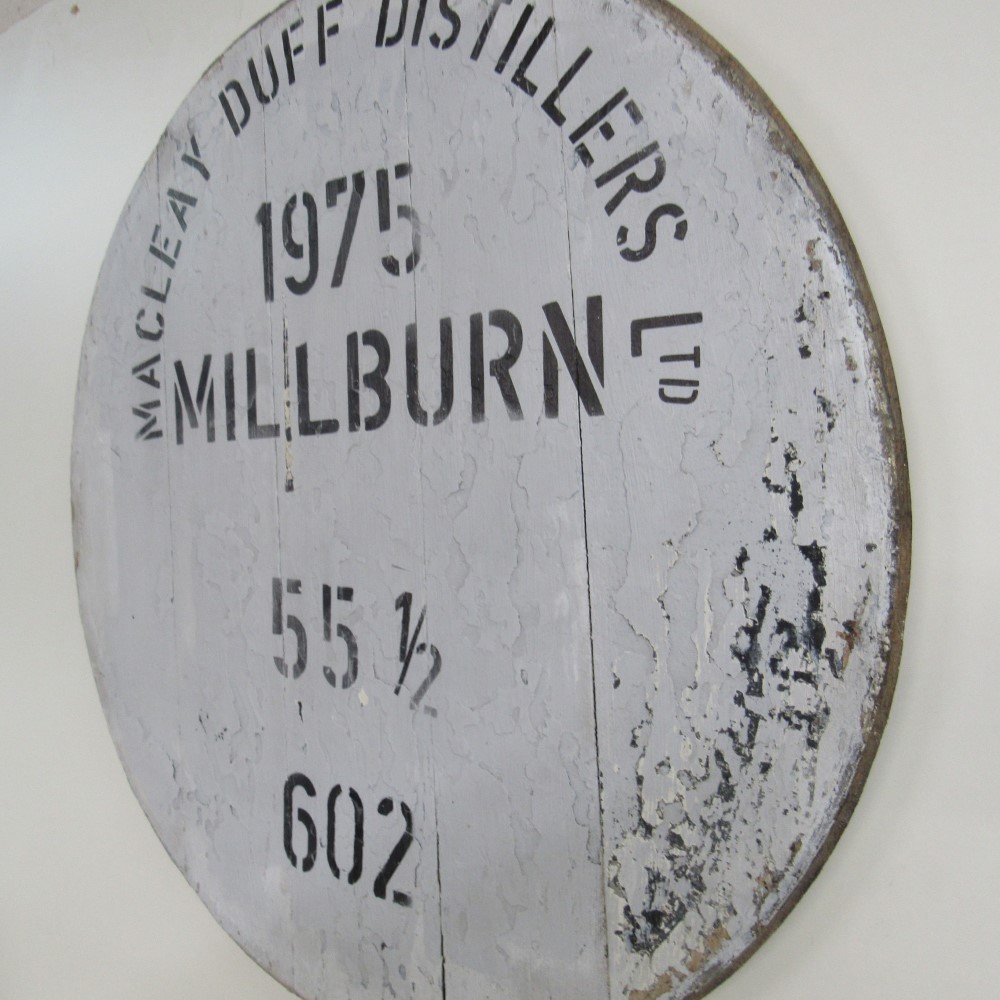 MACLEAY DUFF DISTILLERS LTD
1975
MILLBURN
55 ½
602